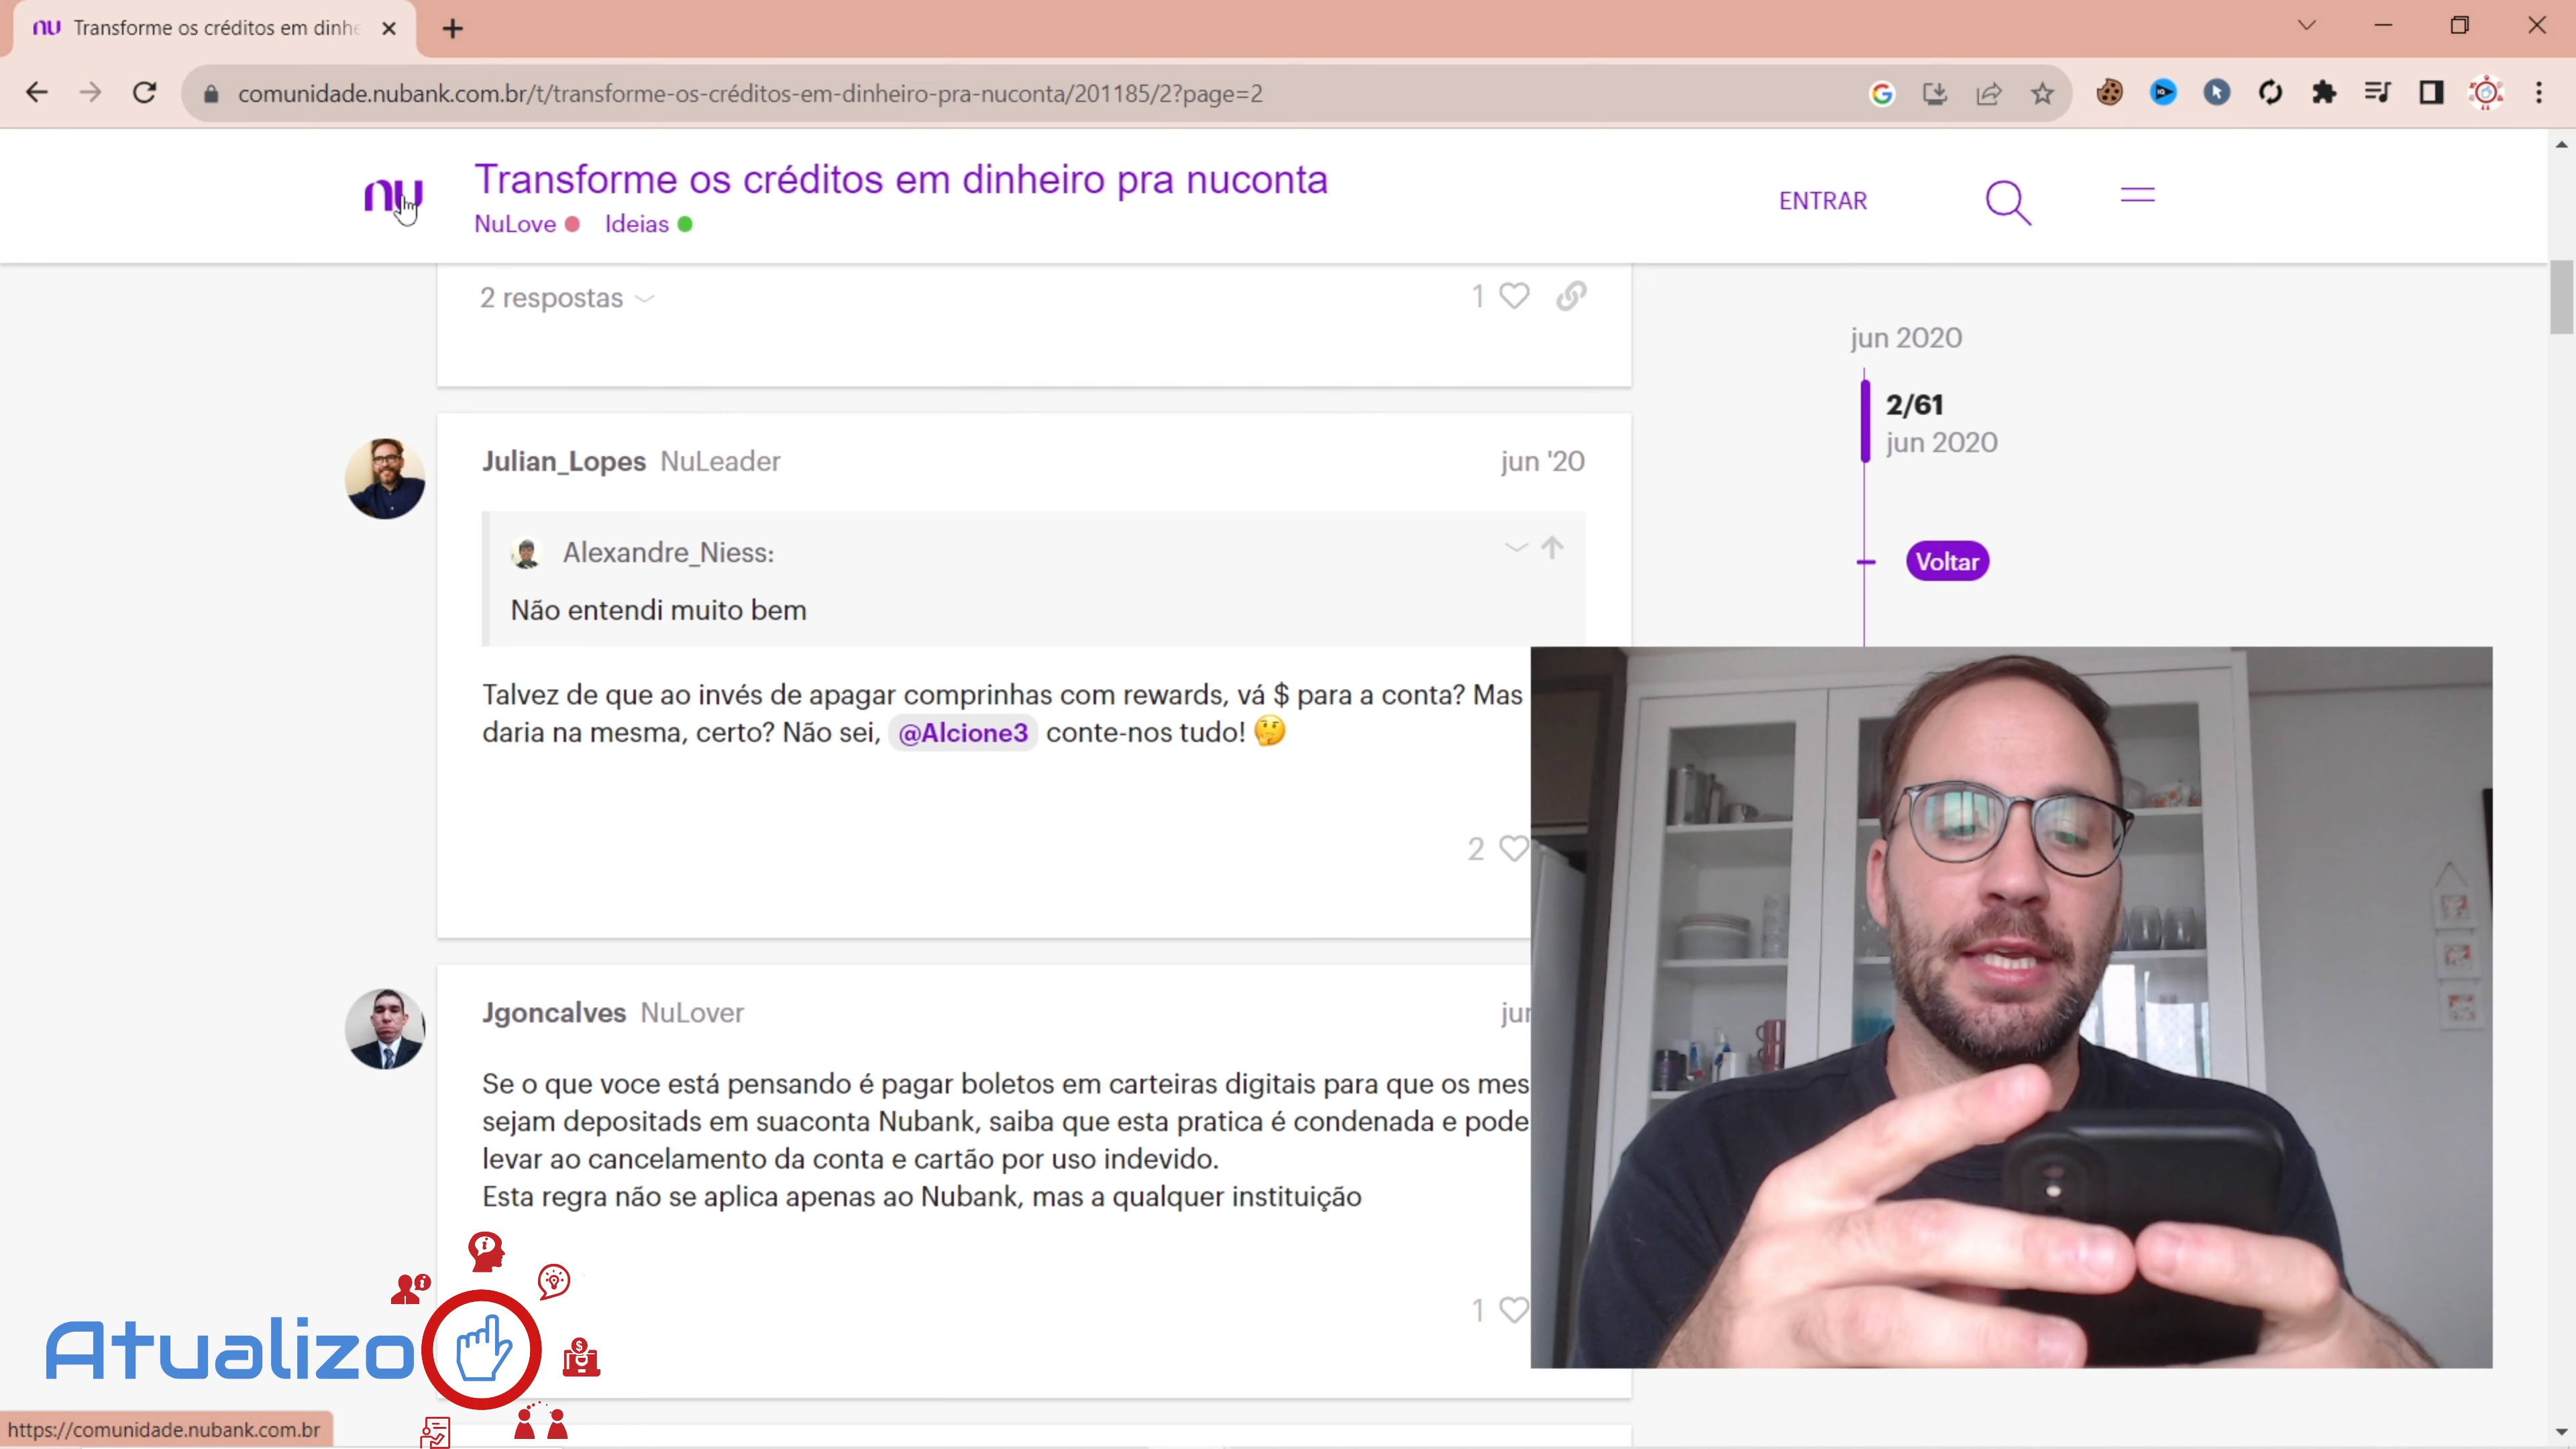 nu Transforme os créditos em dinhe
comunidade.nubank.com.br/t/transforme-os-créditos-em-dinheiro-pra-nuconta/201185/2?page=2
nu
Transforme os créditos em dinheiro pra nuconta
NuLove Ideias
ENTRAR
2 respostas
1
jun 2020
2/61
jun 2020
Voltar
Julian_Lopes NuLeader
jun '20
Alexandre_Niess:
Não entendi muito bem
Talvez de que ao invés de apagar comprinhas com rewards, vá $ para a conta? Mas
daria na mesma, certo? Não sei, @Alcione3 conte-nos tudo! 🤔
2
Jgoncalves NuLover
Se o que voce está pensando é pagar boletos em carteiras digitais para que os mes
sejam depositads em suaconta Nubank, saiba que esta pratica é condenada e pode
levar ao cancelamento da conta e cartão por uso indevido.
Esta regra não se aplica apenas ao Nubank, mas a qualquer instituição
1
Atualizo
https://comunidade.nubank.com.br